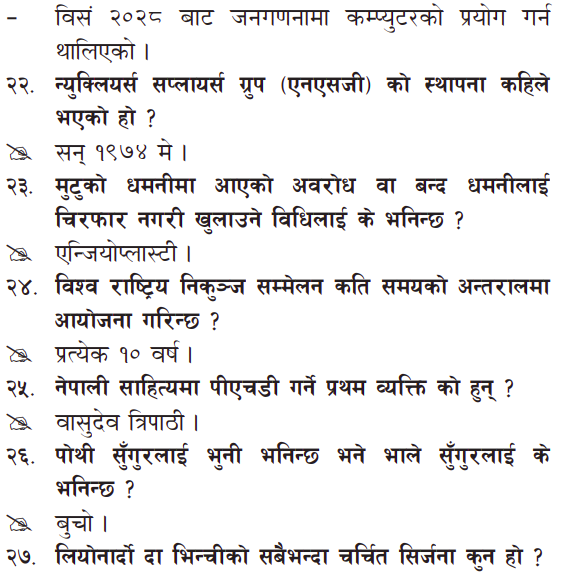 – विसं २०२८ बाट जनगणनामा कम्प्युटरको प्रयोग गर्न
थालिएको ।
२२. न्युक्लियर्स सप्लायर्स ग्रुप (एनएसजी) को स्थापना कहिले
भएको हो ?
सन् १९७४ मे ।
२३. मुटुको धमनीमा आएको अवरोध वा बन्द धमनीलाई
चिरफार नगरी खुलाउने विधिलाई के भनिन्छ ?
एन्जियोप्लास्टी ।
२४. विश्व राष्ट्रिय निकुञ्ज सम्मेलन कति समयको अन्तरालमा
आयोजना गरिन्छ ?
प्रत्येक १० वर्ष ।
२५. नेपाली साहित्यमा पीएचडी गर्ने प्रथम व्यक्ति को हुन् ?
वासुदेव त्रिपाठी ।
२६. पोथी सुँगुरलाई भुनी भनिन्छ भने भाले सुँगुरलाई के
भनिन्छ ?
बुचो ।
२७. लियोनार्दो दा भिन्चीको सबैभन्दा चर्चित सिर्जना कुन हो ?